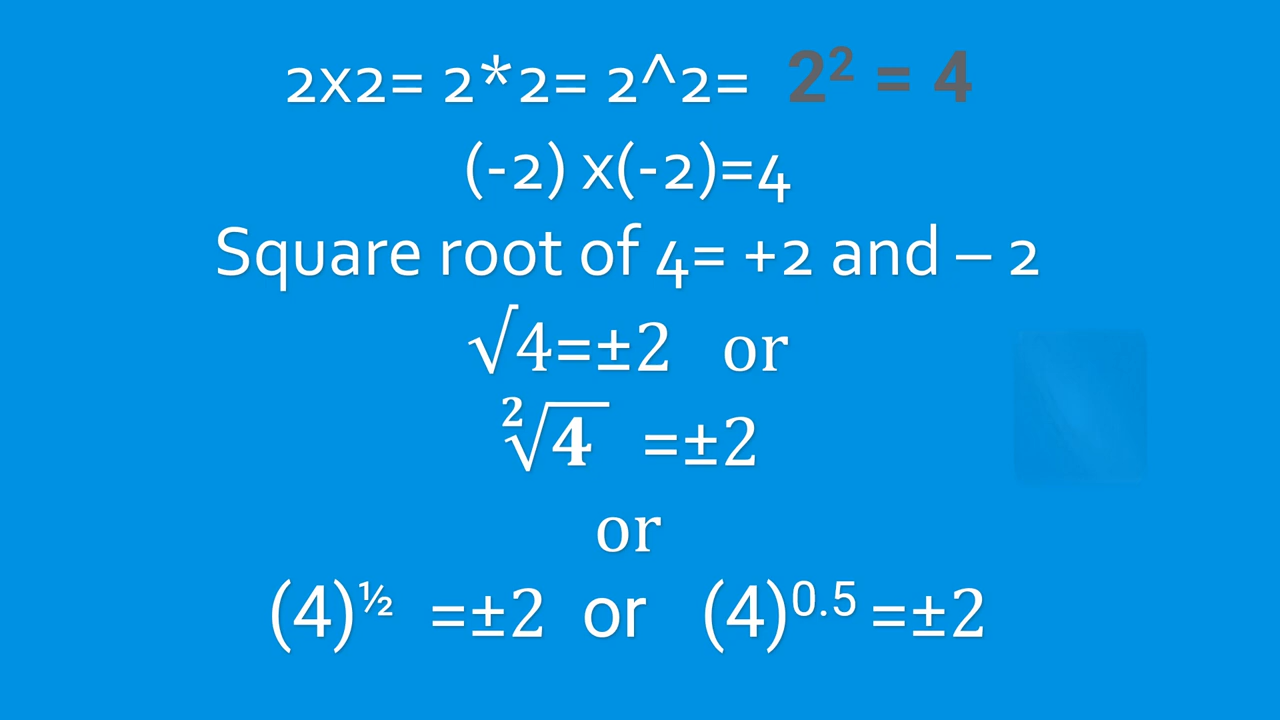 2x2= 2*2= 2^2= 2² = 4
(-2) x(-2)=4
Square root of 4= +2 and – 2
√4=±2 or
²√4 =±2
or
(4)^½ =±2 or (4)^0.5 =±2